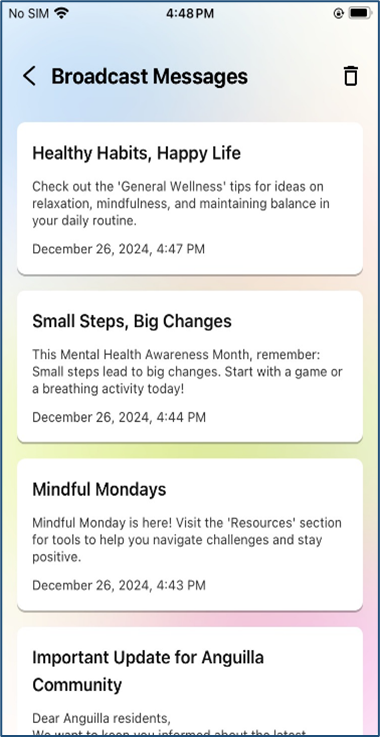 No SIM 4:48 PM
Broadcast Messages
Healthy Habits, Happy Life
Check out the 'General Wellness' tips for ideas on
relaxation, mindfulness, and maintaining balance in
your daily routine.
December 26, 2024, 4:47 PM
Small Steps, Big Changes
This Mental Health Awareness Month, remember:
Small steps lead to big changes. Start with a game or
a breathing activity today!
December 26, 2024, 4:44 PM
Mindful Mondays
Mindful Monday is here! Visit the 'Resources' section
for tools to help you navigate challenges and stay
positive.
December 26, 2024, 4:43 PM
Important Update for Anguilla
Community
Dear Anguilla residents,
We want to keep you informed about the latest